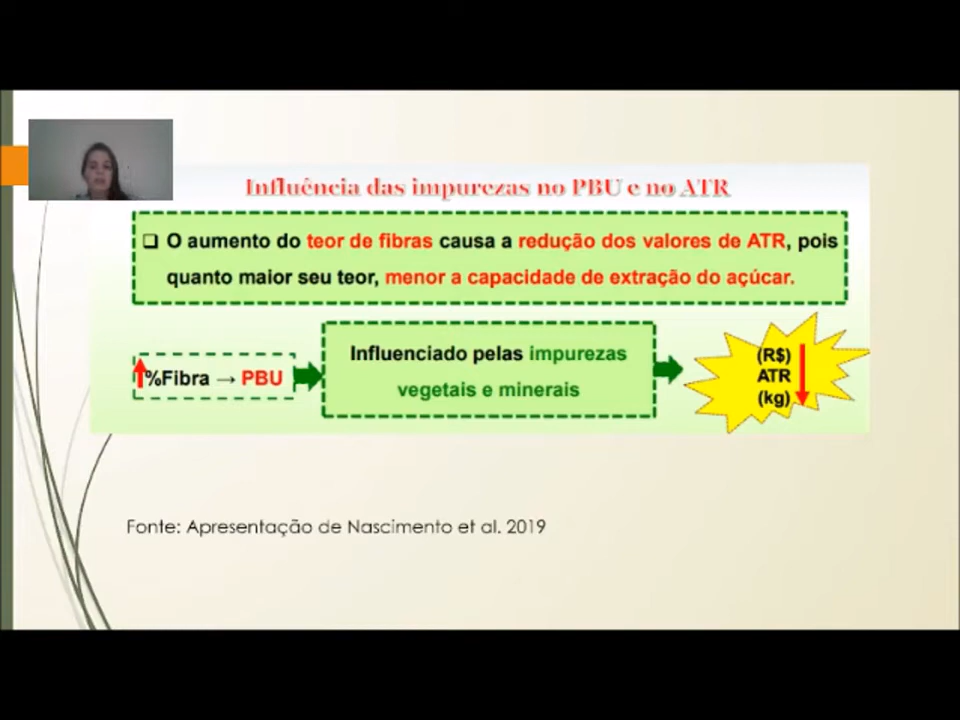 Influência das impurezas no PBU e no ATR
❑ O aumento do teor de fibras causa a redução dos valores de ATR, pois
quanto maior seu teor, menor a capacidade de extração do açúcar.
%Fibra → PBU
Influenciado pelas impurezas
vegetais e minerais
(R$)
ATR
(kg)
Fonte: Apresentação de Nascimento et al. 2019